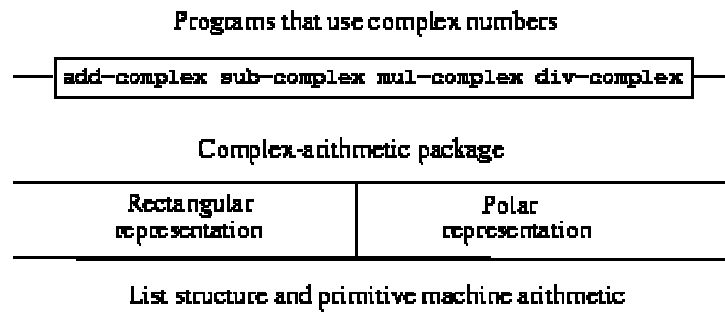 Programs that use complex numbers
add-complex sub-complex mul-complex div-complex
Complex-arithmetic package
Rectangular
representation
Polar
representation
List structure and primitive machine arithmetic